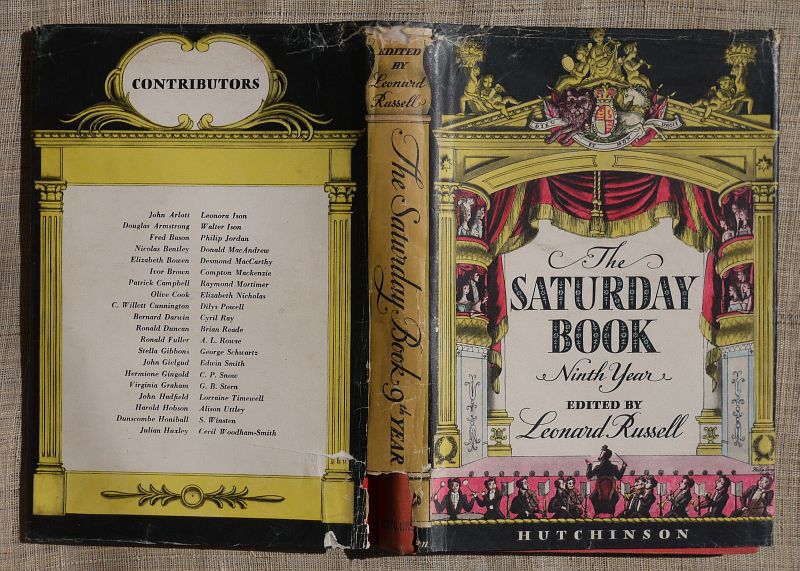 CONTRIBUTORS
John Arlott Leonora Ison
Douglas Armstrong Walter Ison
Fred Bason Philip Jordan
Nicolas Bentley Donald MacAndrew
Elizabeth Bowen Desmond MacCarthy
Ivor Brown Compton Mackenzie
Patrick Campbell Raymond Mortimer
Olive Cook Elizabeth Nicholas
C. Willett Cunnington Dilys Powell
Bernard Darwin Cyril Ray
Ronald Duncan Brian Reade
Ronald Fuller A. L. Rowse
Stella Gibbons George Schwartz
John Gielgud Edwin Smith
Hermione Gingold C. P. Snow
Virginia Graham G. B. Stern
John Hadfield Lorraine Timewell
Harold Hobson Alison Uttley
Dunscombe Honiball S. Winsten
Julian Huxley Cecil Woodham-Smith
EDITED
BY
Leonard
Russell
The Saturday Book · 9th YEAR
DIEU ET MON DROIT
The
SATURDAY
BOOK
Ninth Year
EDITED BY
Leonard Russell
HUTCHINSON